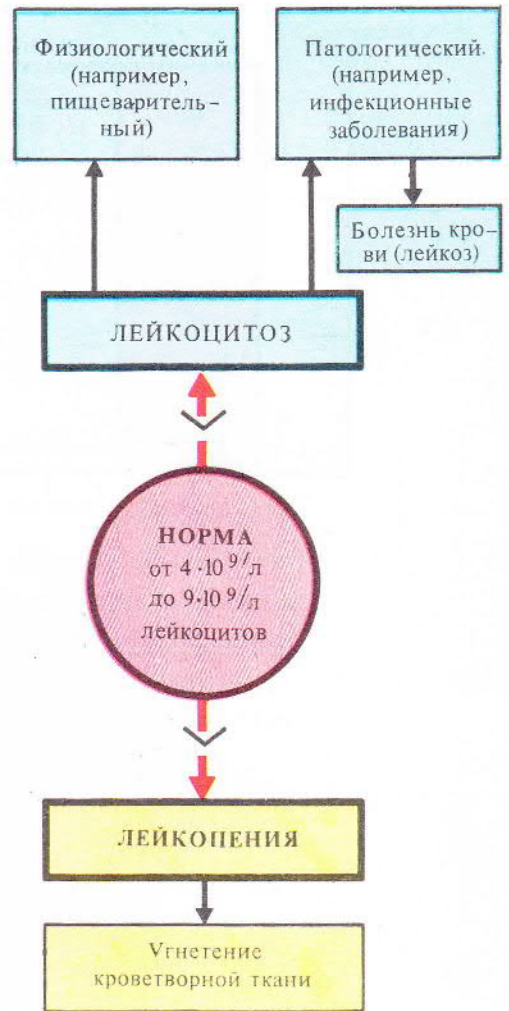 Физиологический
(например,
пищеваритель-
ный)
Патологический.
(например,
инфекционные
заболевания)
Болезнь кро-
ви (лейкоз)
ЛЕЙКОЦИТОЗ
НОРМА
от 4·10⁹/л
до 9·10⁹/л
лейкоцитов
ЛЕЙКОПЕНИЯ
Угнетение
кроветворной ткани